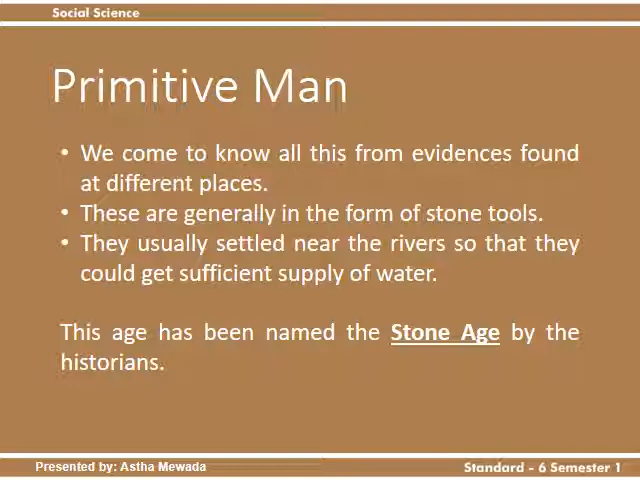 Social Science
Primitive Man
• We come to know all this from evidences found
at different places.
• These are generally in the form of stone tools.
• They usually settled near the rivers so that they
could get sufficient supply of water.
This age has been named the Stone Age by the
historians.
Presented by: Astha Mewada
Standard - 6 Semester 1